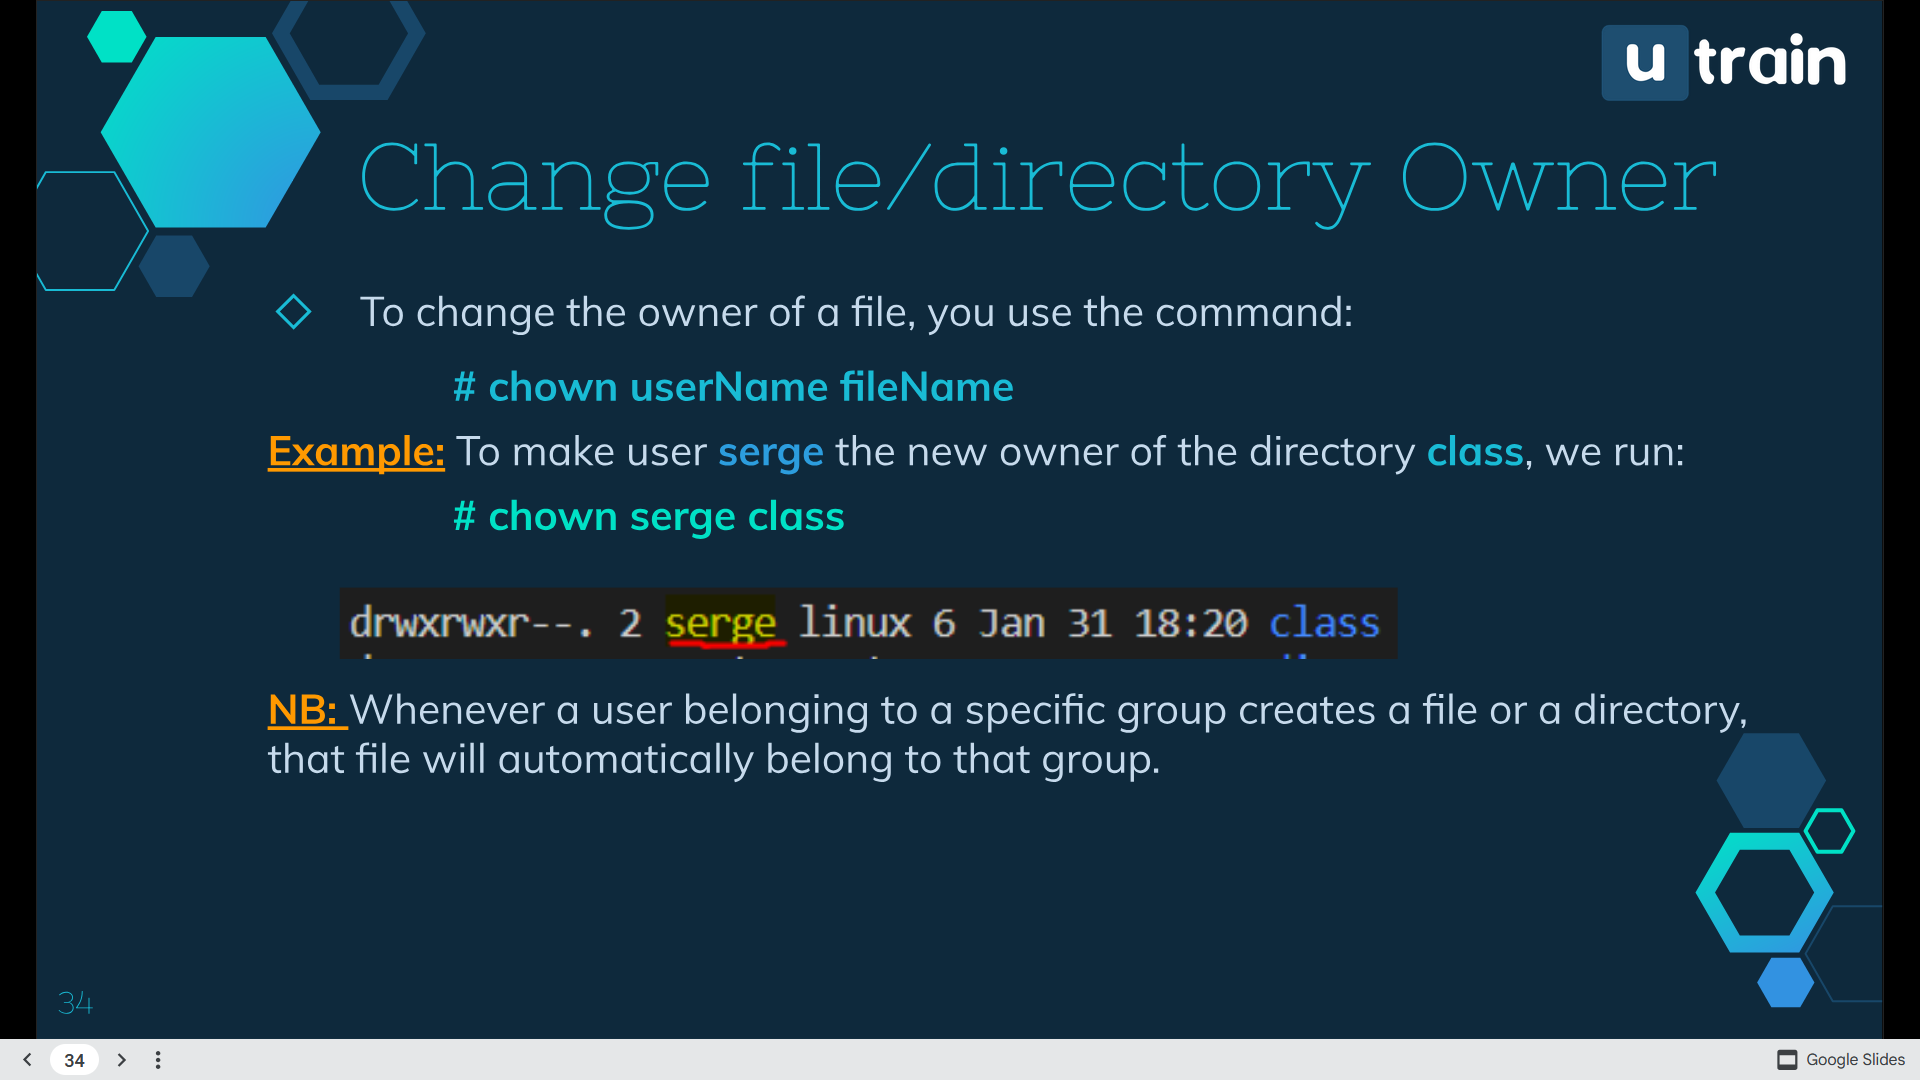 u train
Change file/directory Owner
To change the owner of a file, you use the command:
# chown userName fileName
Example: To make user serge the new owner of the directory class, we run:
# chown serge class
drwxrwxr--. 2 serge linux 6 Jan 31 18:20 class
NB: Whenever a user belonging to a specific group creates a file or a directory,
that file will automatically belong to that group.
34
34
Google Slides